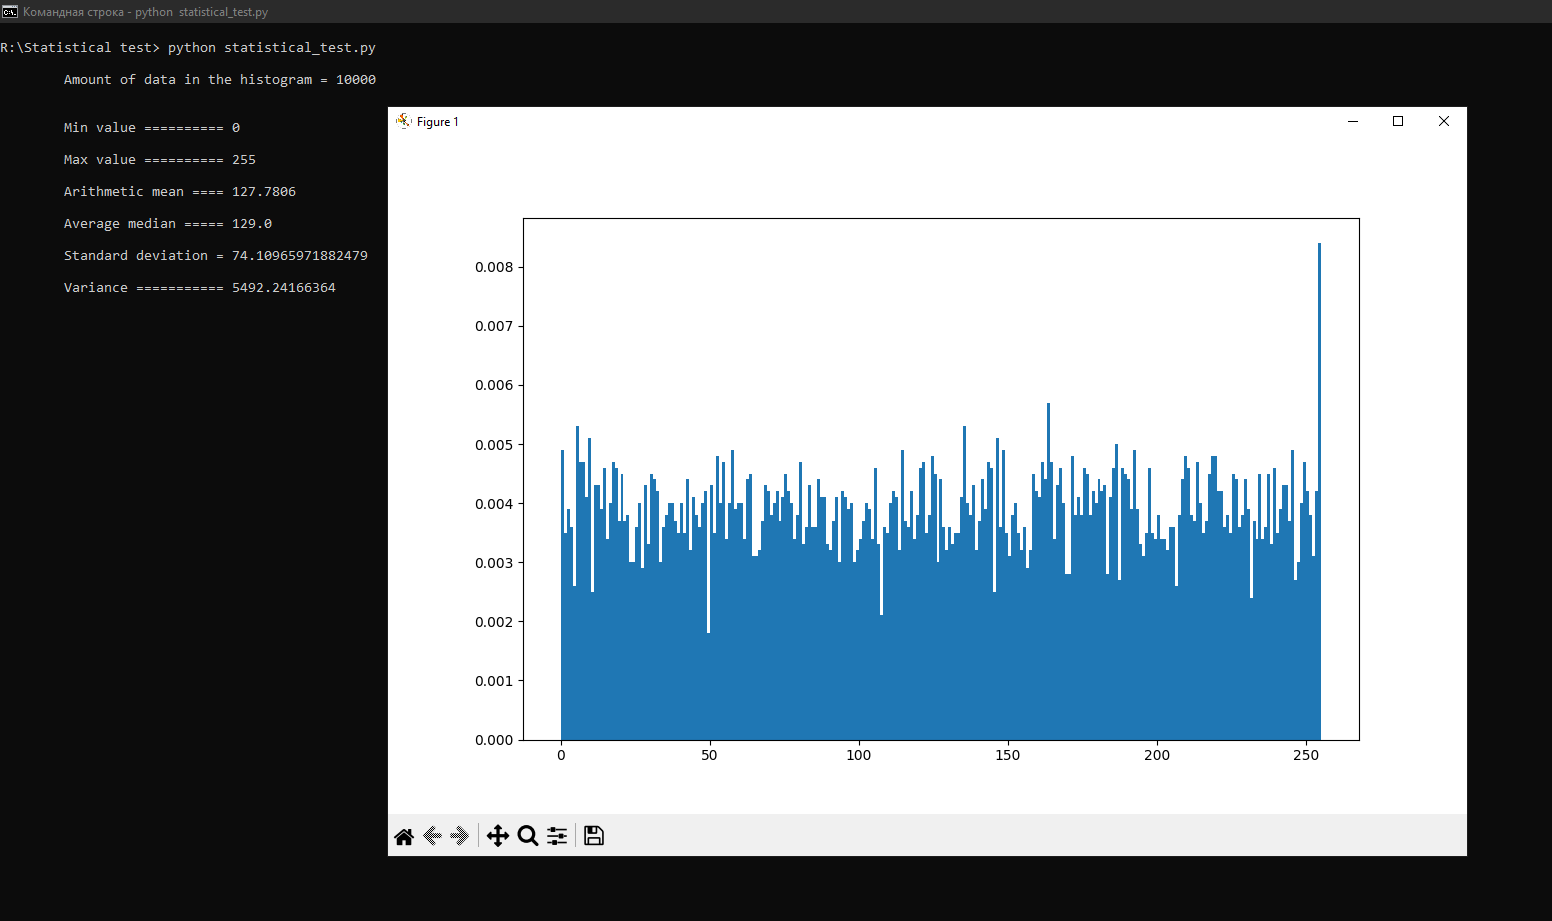 Командная строка - python  statistical_test.py
R:\Statistical test> python statistical_test.py
Amount of data in the histogram = 10000
Min value ========== 0
Max value ========== 255
Arithmetic mean ==== 127.7806
Average median ===== 129.0
Standard deviation = 74.10965971882479
Variance =========== 5492.24166364
Figure 1
0.008
0.007
0.006
0.005
0.004
0.003
0.002
0.001
0.000
0 50 100 150 200 250